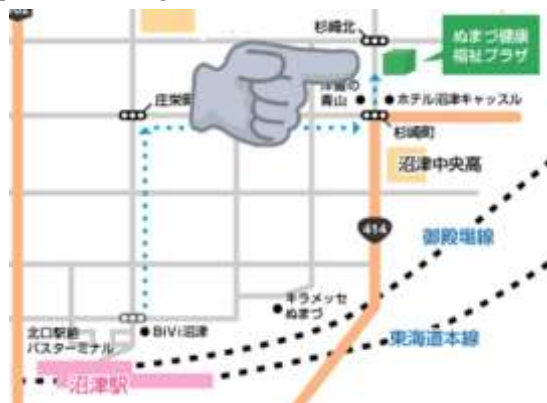 杉崎北
ぬまづ健康
福祉プラザ
庄栄町
青山
ホテル沼津キャッスル
杉崎町
沼津中央高
414
御殿場線
キラメッセ
ぬまづ
BiVi沼津
東海道本線
北口駅前
バスターミナル
沼津駅